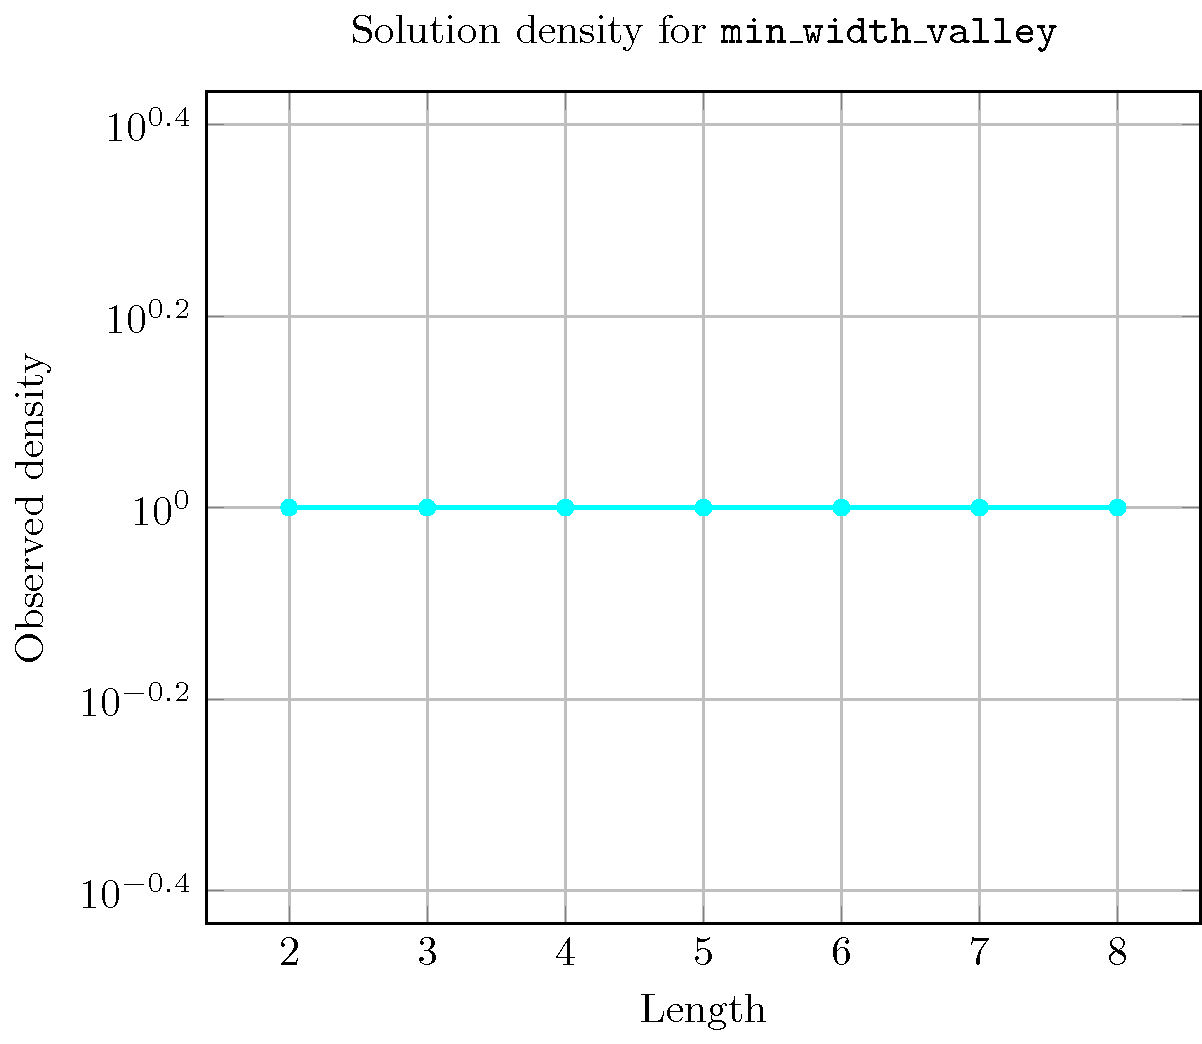 Solution density for min_width_valley
10^0.4
10^0.2
10^0
10^−0.2
10^−0.4
Observed density
2 3 4 5 6 7 8
Length